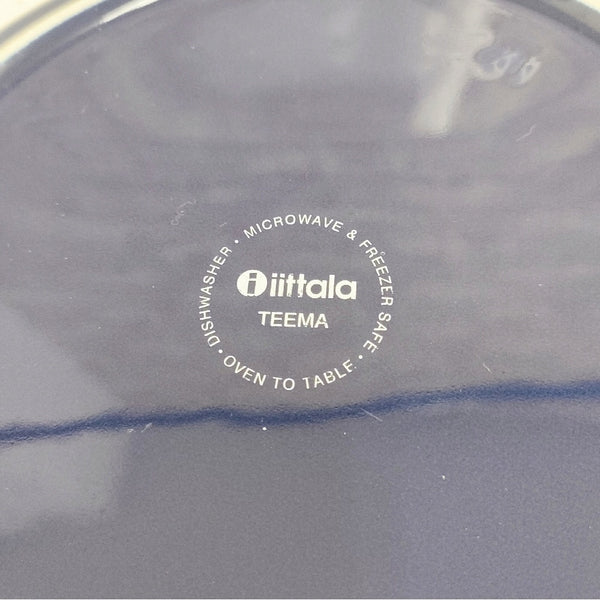 DISHWASHER · MICROWAVE & FREEZER SAFE · OVEN TO TABLE ·
i iittala
TEEMA